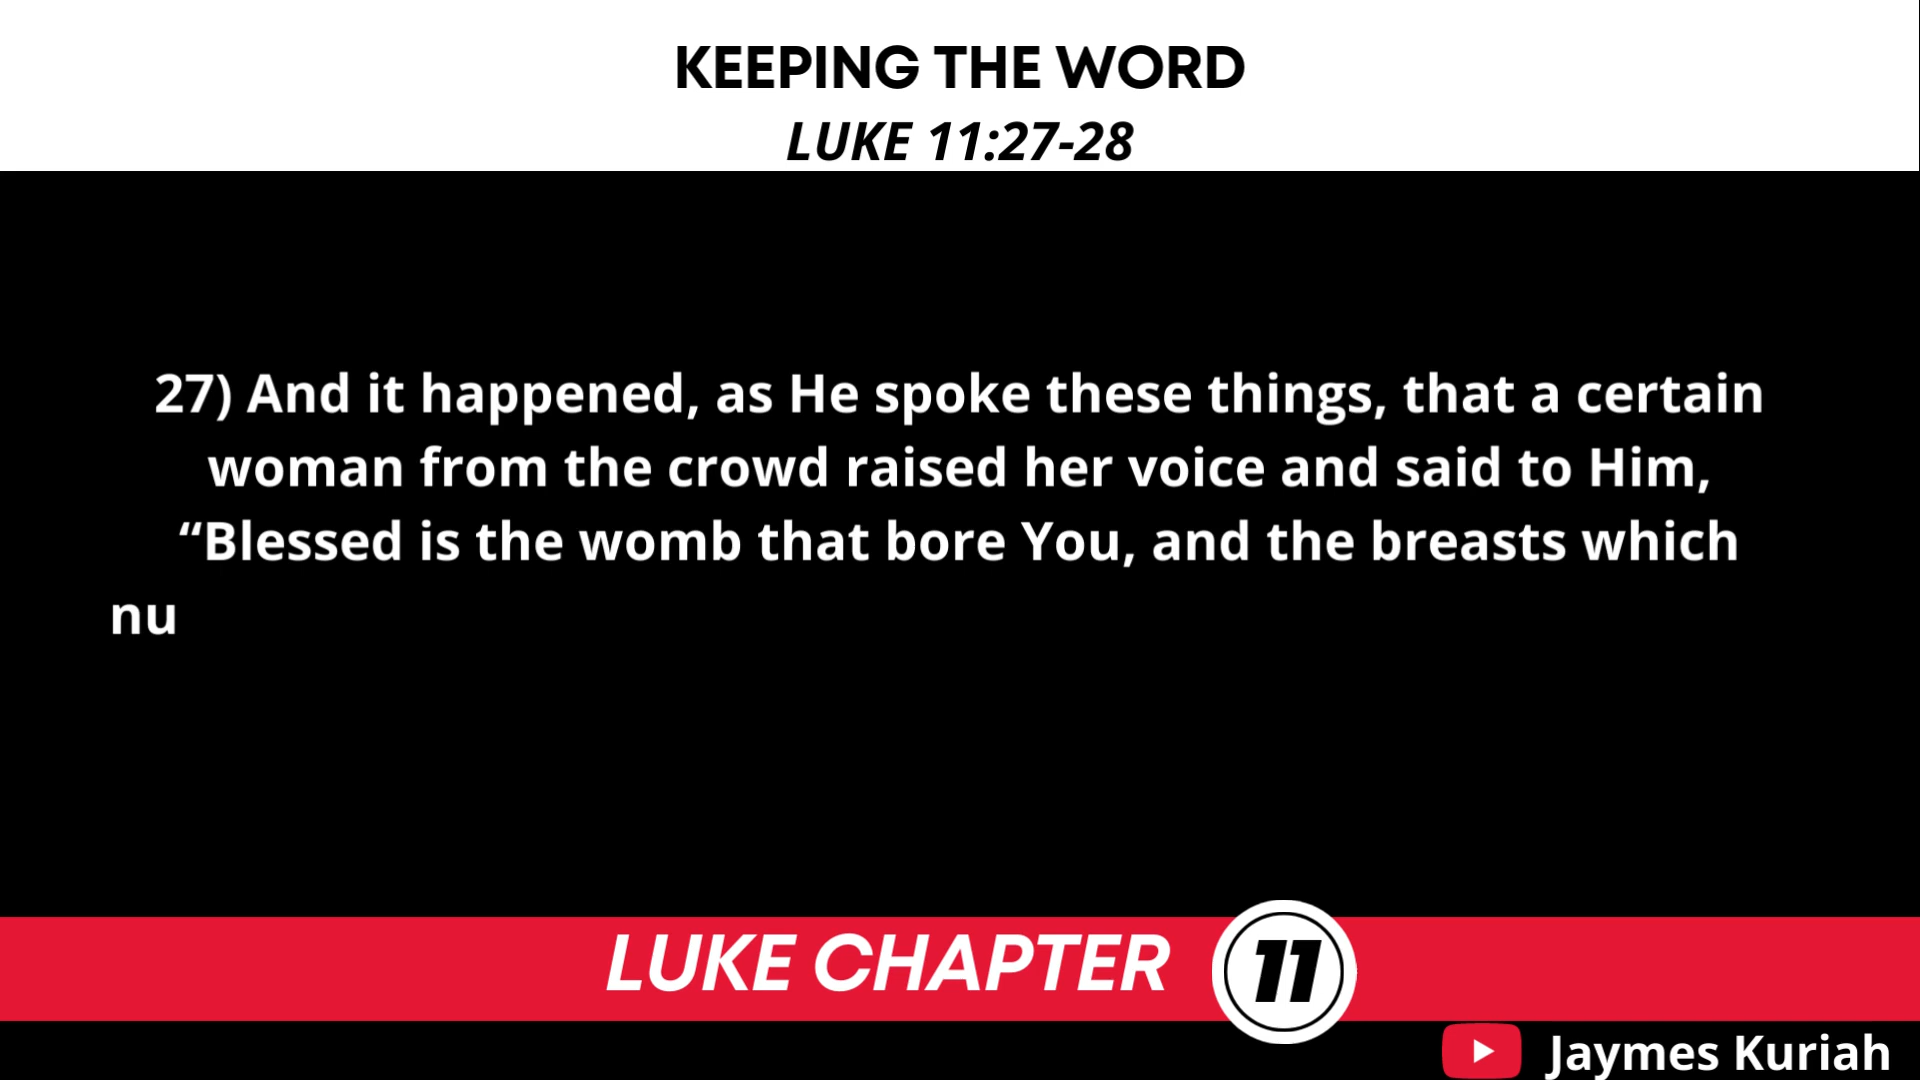 KEEPING THE WORD
LUKE 11:27-28
27) And it happened, as He spoke these things, that a certain
woman from the crowd raised her voice and said to Him,
“Blessed is the womb that bore You, and the breasts which
nu
LUKE CHAPTER 11
Jaymes Kuriah